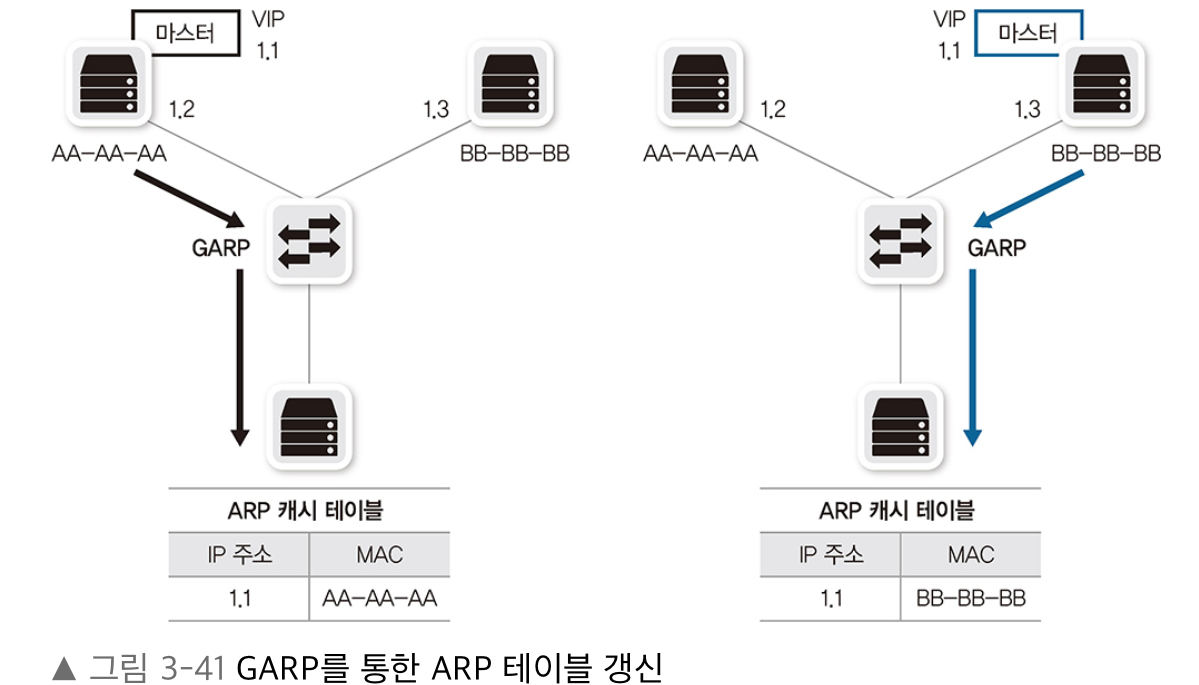 마스터
VIP
1.1
1.2
1.3
AA-AA-AA
BB-BB-BB
GARP
ARP 캐시 테이블
IP 주소 MAC
1.1 AA-AA-AA
VIP
1.1
마스터
1.2
1.3
AA-AA-AA
BB-BB-BB
GARP
ARP 캐시 테이블
IP 주소 MAC
1.1 BB-BB-BB
▲ 그림 3-41 GARP를 통한 ARP 테이블 갱신